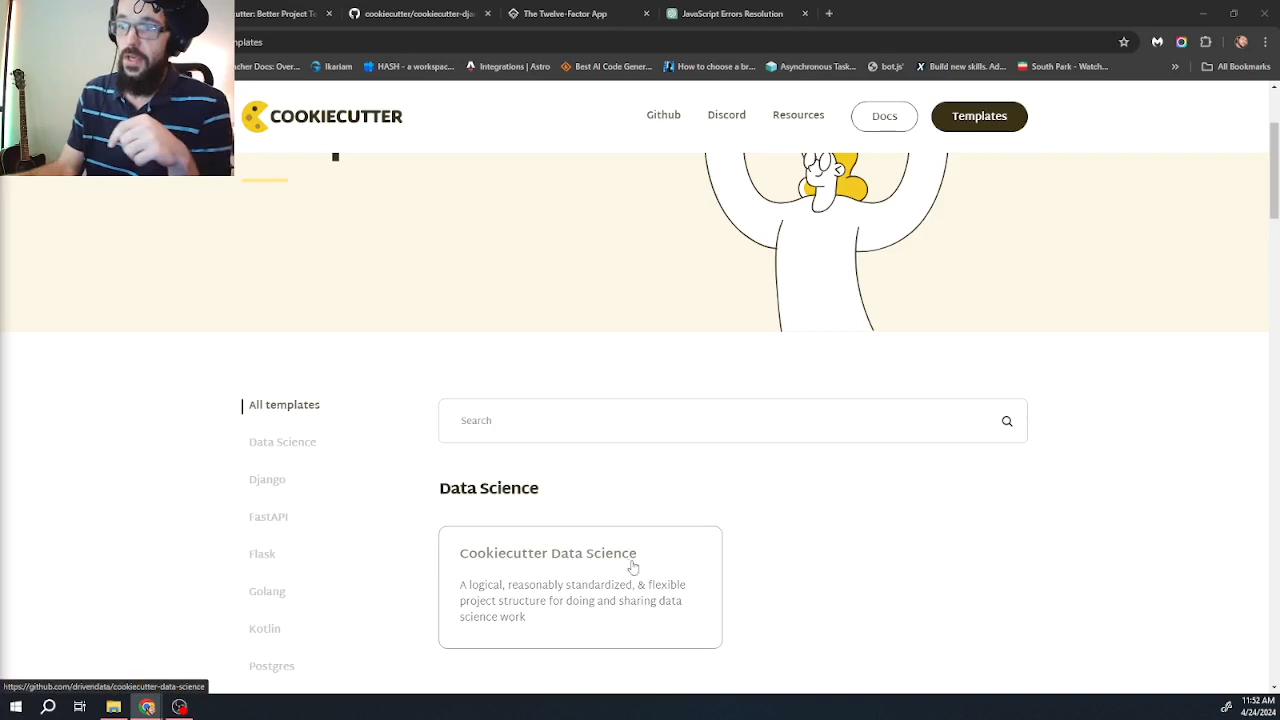 cutter: Better Project To
cookiecutter/cookiecutter-dja
The Twelve-Factor App
JavaScript Errors Resolution
mplates
cher Docs: Over...
Ikariam
HASH - a workspac...
Integrations | Astro
Best AI Code Gener...
How to choose a br...
Asynchronous Task...
bot.js'
Build new skills, Ad...
South Park - Watch...
All Bookmarks
COOKIECUTTER
Github
Discord
Resources
Docs
Templates
All templates
Data Science
Django
FastAPI
Flask
Golang
Kotlin
Postgres
Search
Data Science
Cookiecutter Data Science
A logical, reasonably standardized, & flexible
project structure for doing and sharing data
science work
https://github.com/drivendata/cookiecutter-data-science
11:52 AM
4/24/2024